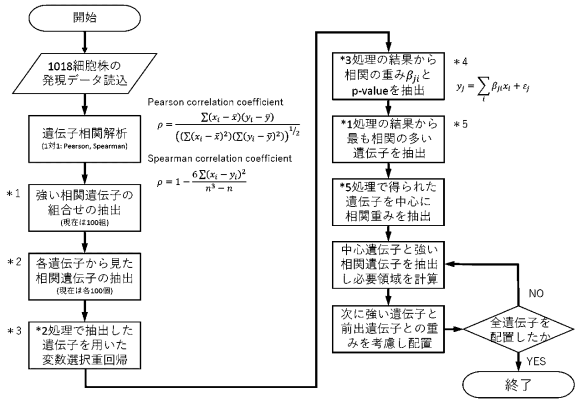 開始
1018細胞株の
発現データ読込
遺伝子相関解析
(1対1: Peerson, Spearman)
Pearson correlation coefficient
ρ = ∑(xᵢ − x̄)(yᵢ − ȳ) / ((∑(xᵢ − x̄)²)(∑(yᵢ − ȳ)²))^1/2
Spearman correlation coefficient
ρ = 1 − 6∑(xᵢ − yᵢ)² / n³ − n
*1
強い相関遺伝子の
組合せの抽出
(現在は100組)
*2
各遺伝子から見た
相関遺伝子の抽出
(現在は各100個)
*3
*2処理で抽出した
遺伝子を用いた
変数選択重回帰
*3処理の結果から
相関の重みβⱼᵢと
p-valueを抽出
*4
yⱼ = ∑ᵢ βⱼᵢxᵢ + εⱼ
*1処理の結果から
最も相関の多い
遺伝子を抽出
*5
*5処理で得られた
遺伝子を中心に
相関重みを抽出
中心遺伝子と強い
相関遺伝子を抽出
し必要領域を計算
次に強い遺伝子と
前出遺伝子との重
みを考慮し配置
NO
全遺伝子を
配置したか
YES
終了